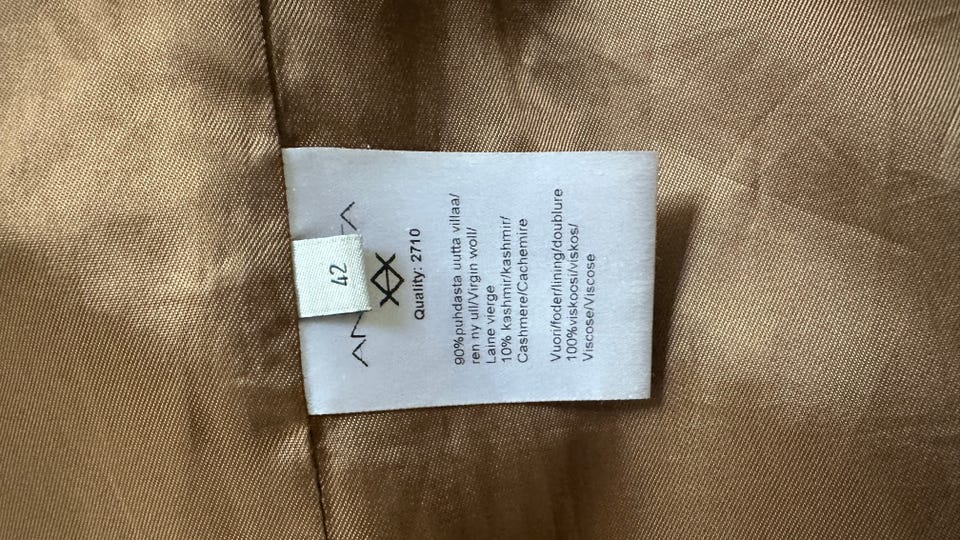 42
Quality: 2710
90%puhdasta uutta villaa/
ren ny ull/Virgin woll/
Laine vierge
10% kashmir/kashmir/
Cashmere/Cachemire
Vuori/foder/lining/doublure
100%viskoosi/viskos/
Viscose/Viscose